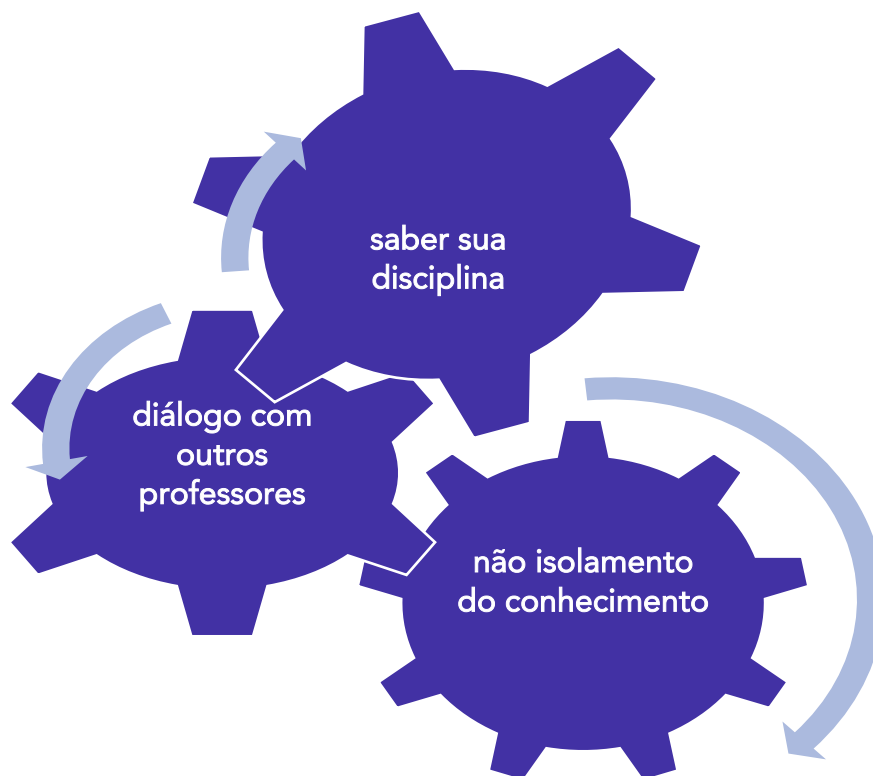 saber sua
disciplina
diálogo com
outros
professores
não isolamento
do conhecimento